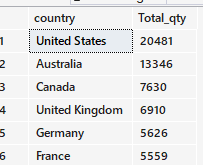 country Total_qty
1 United States 20481
2 Australia 13346
3 Canada 7630
4 United Kingdom 6910
5 Germany 5626
6 France 5559